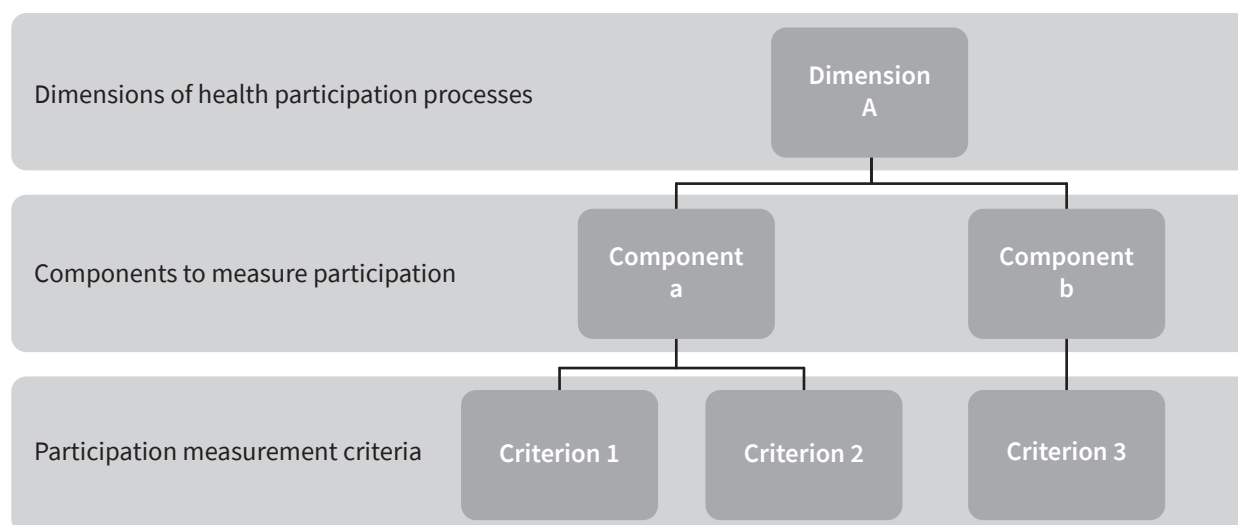 Dimensions of health participation processes
Dimension
A
Components to measure participation
Component
a
Component
b
Participation measurement criteria
Criterion 1
Criterion 2
Criterion 3